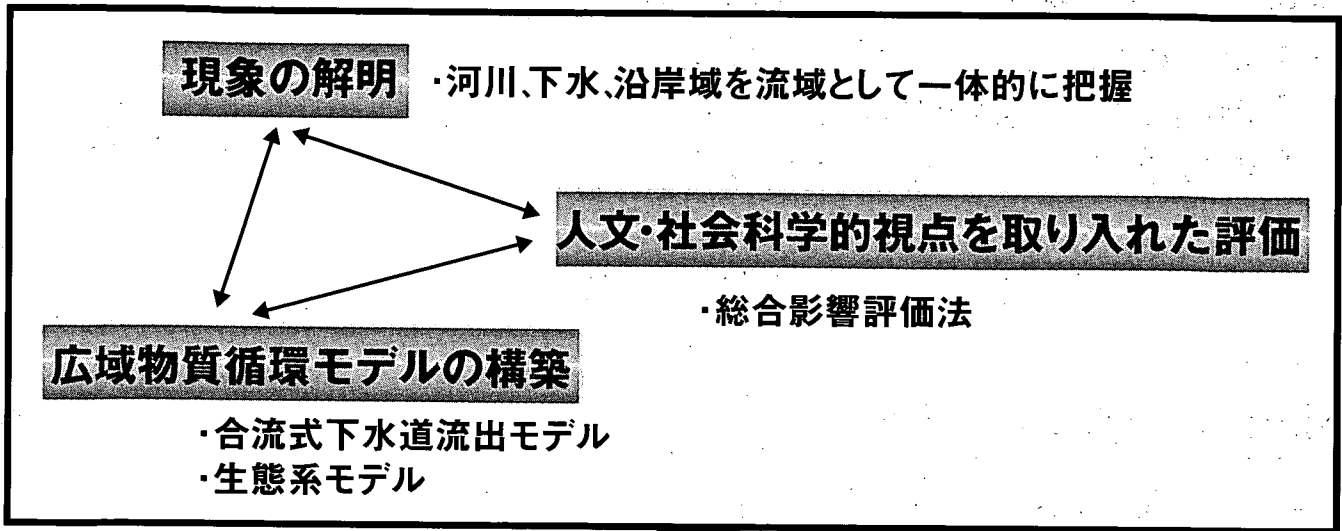 現象の解明 ・河川、下水、沿岸域を流域として一体的に把握
人文・社会科学的視点を取り入れた評価
・総合影響評価法
広域物質循環モデルの構築
・合流式下水道流出モデル
・生態系モデル